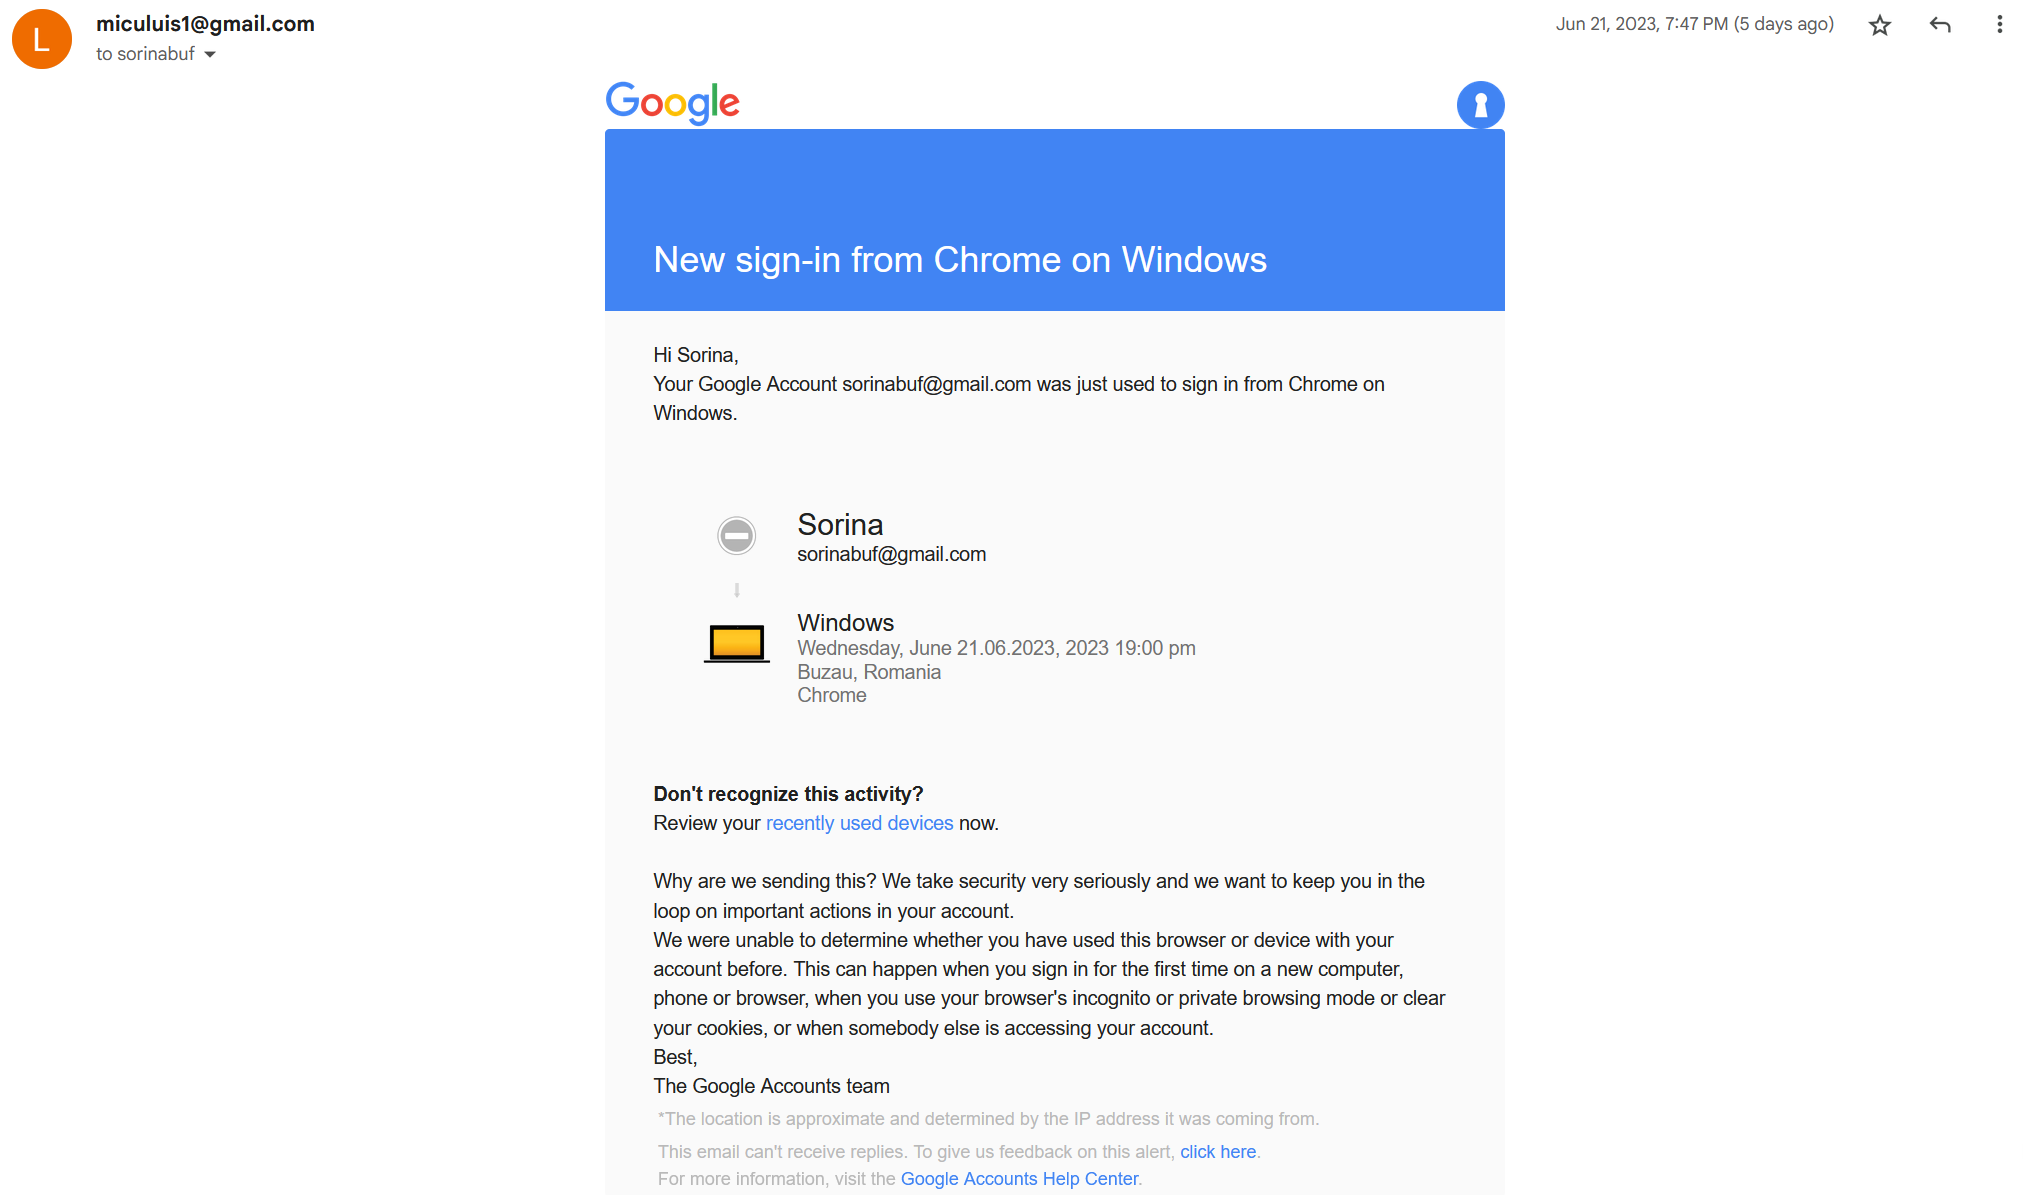 L
miculuis1@gmail.com
to sorinabuf
Jun 21, 2023, 7:47 PM (5 days ago)
Google
New sign-in from Chrome on Windows
Hi Sorina,
Your Google Account sorinabuf@gmail.com was just used to sign in from Chrome on
Windows.
Sorina
sorinabuf@gmail.com
Windows
Wednesday, June 21.06.2023, 2023 19:00 pm
Buzau, Romania
Chrome
Don't recognize this activity?
Review your recently used devices now.
Why are we sending this? We take security very seriously and we want to keep you in the
loop on important actions in your account.
We were unable to determine whether you have used this browser or device with your
account before. This can happen when you sign in for the first time on a new computer,
phone or browser, when you use your browser's incognito or private browsing mode or clear
your cookies, or when somebody else is accessing your account.
Best,
The Google Accounts team
*The location is approximate and determined by the IP address it was coming from.
This email can't receive replies. To give us feedback on this alert, click here.
For more information, visit the Google Accounts Help Center.